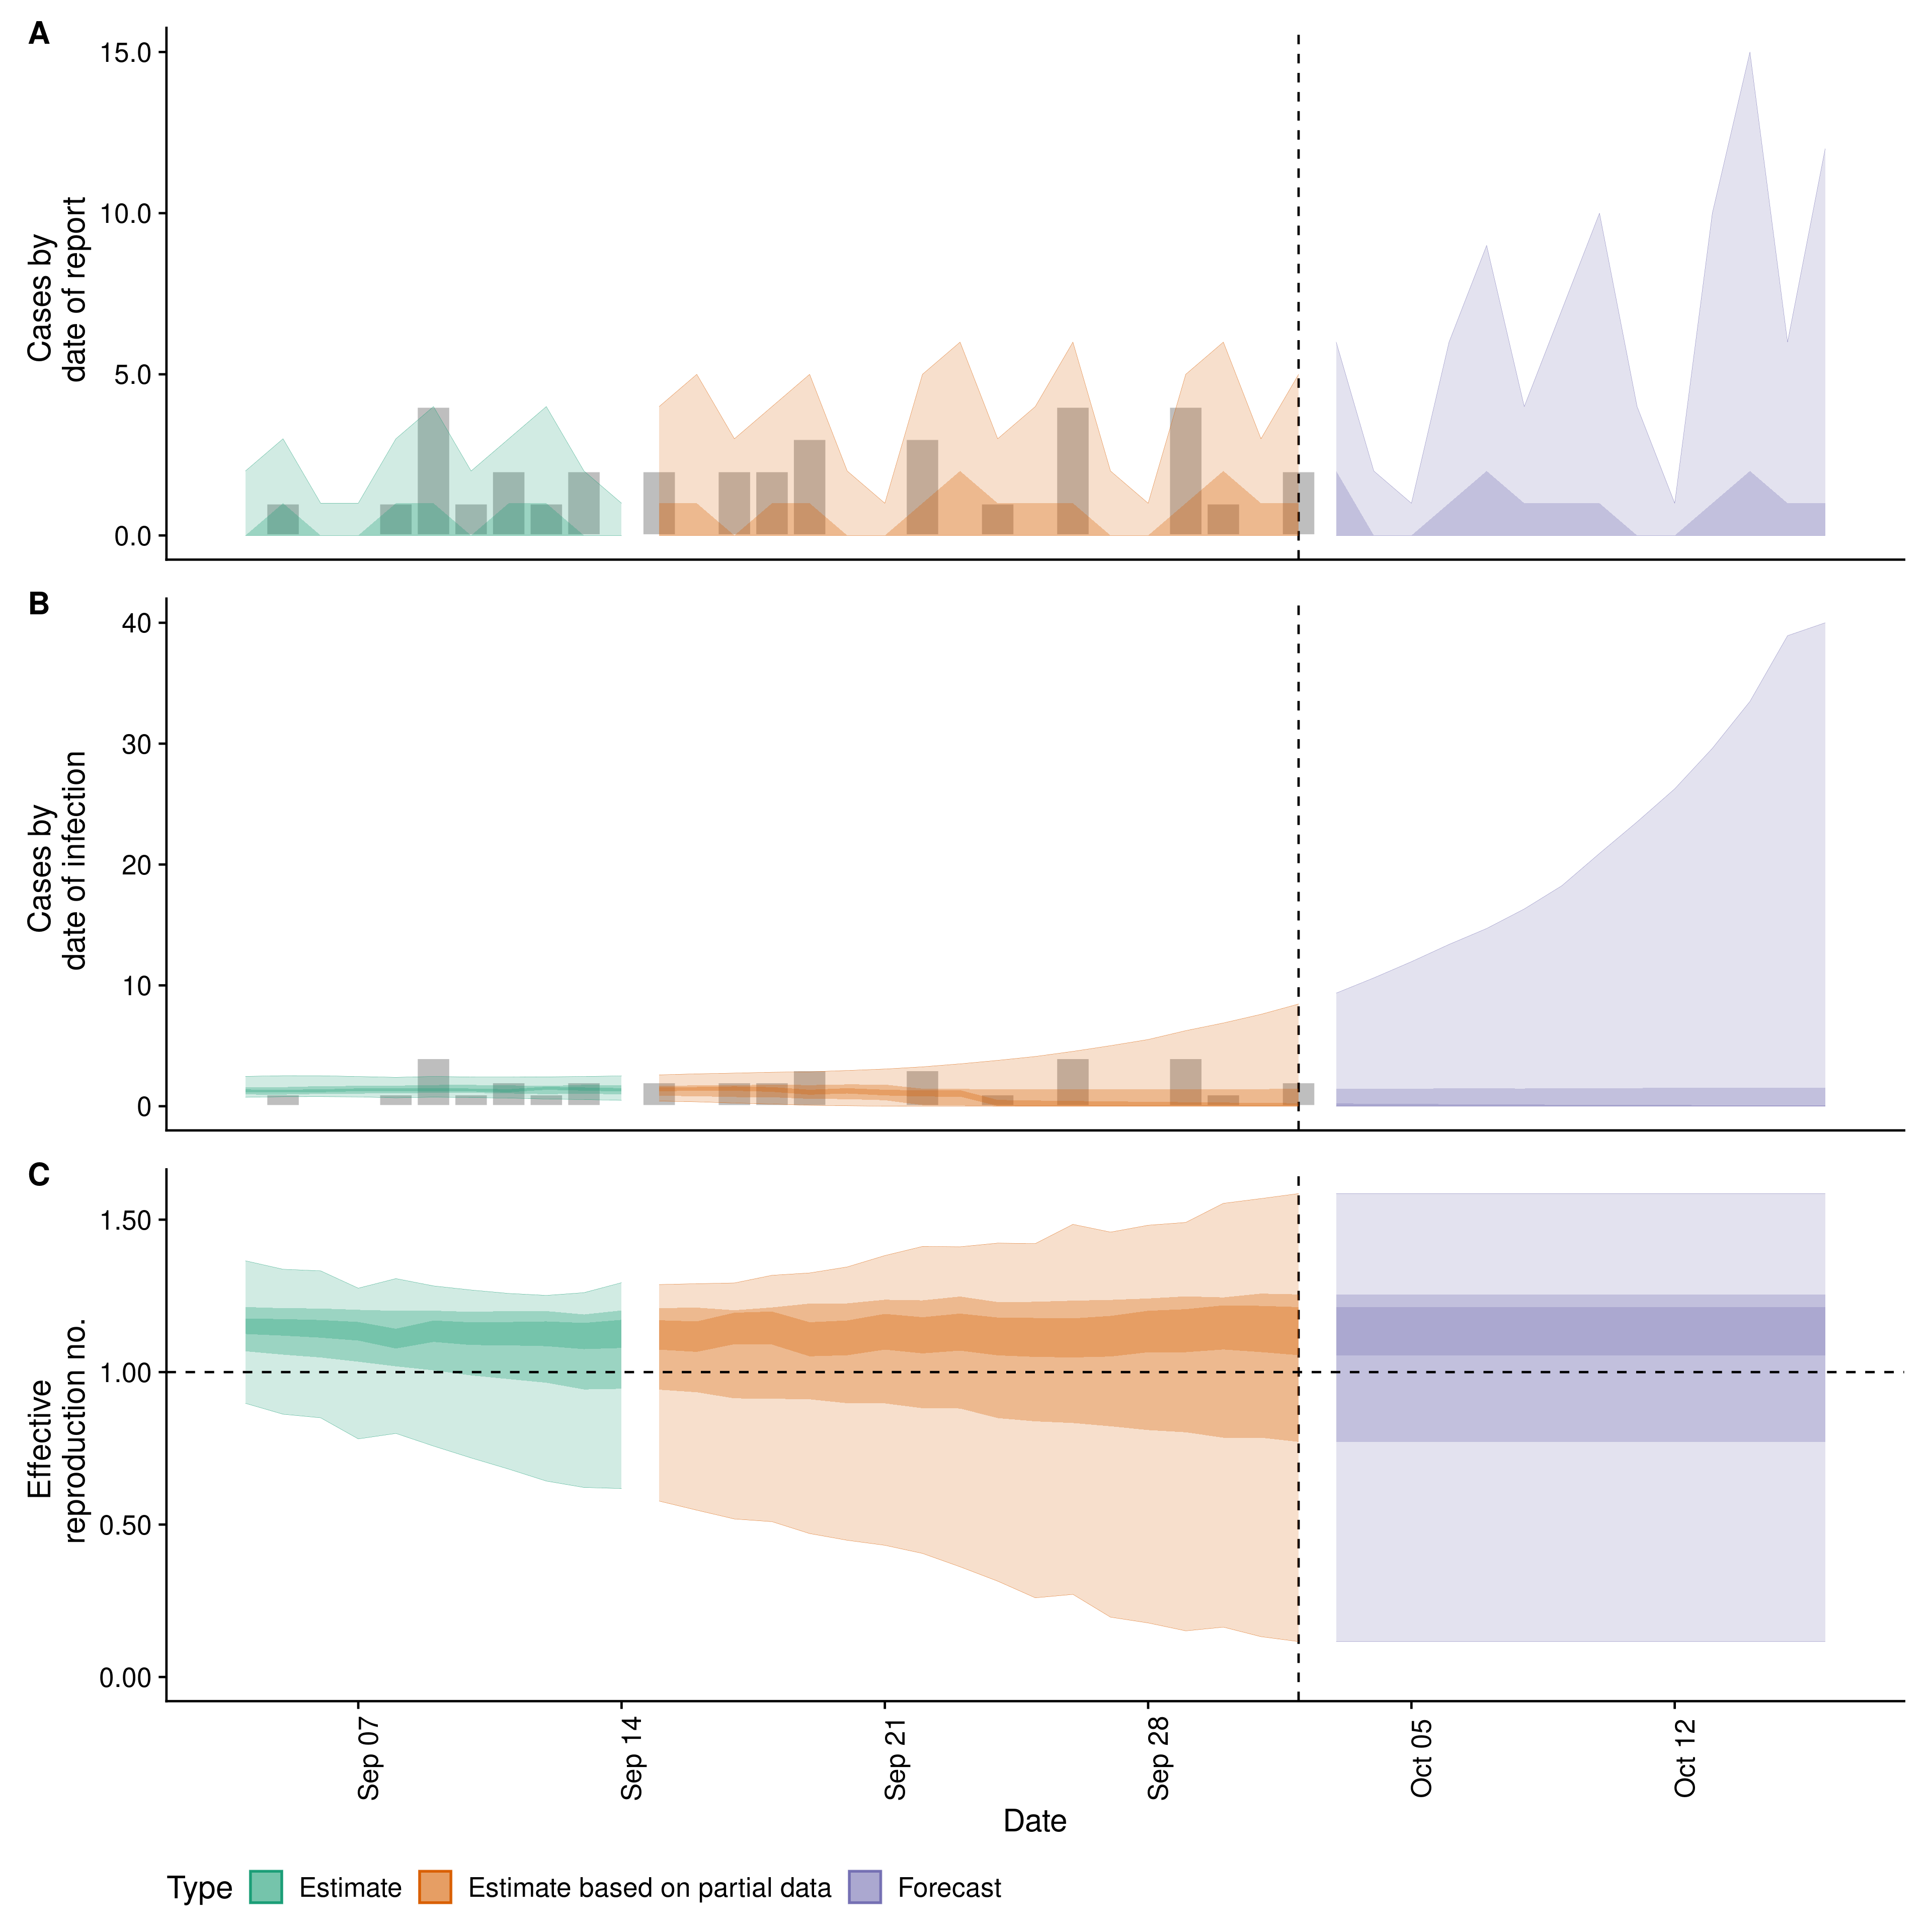 A
15.0
10.0
5.0
0.0
Cases by
date of report
B
40
30
20
10
0
Cases by
date of infection
C
1.50
1.00
0.50
0.00
Effective
reproduction no.
Sep 07
Sep 14
Sep 21
Sep 28
Oct 05
Oct 12
Date
Type Estimate Estimate based on partial data Forecast